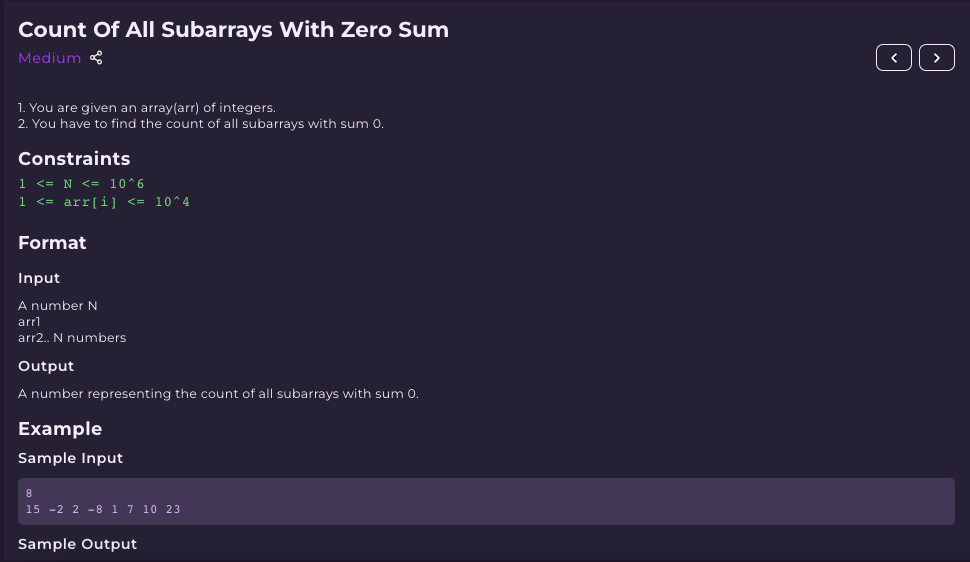 Count Of All Subarrays With Zero Sum
Medium
1. You are given an array(arr) of integers.
2. You have to find the count of all subarrays with sum 0.
Constraints
1 <= N <= 10^6
1 <= arr[i] <= 10^4
Format
Input
A number N
arr1
arr2.. N numbers
Output
A number representing the count of all subarrays with sum 0.
Example
Sample Input
8
15 -2 2 -8 1 7 10 23
Sample Output